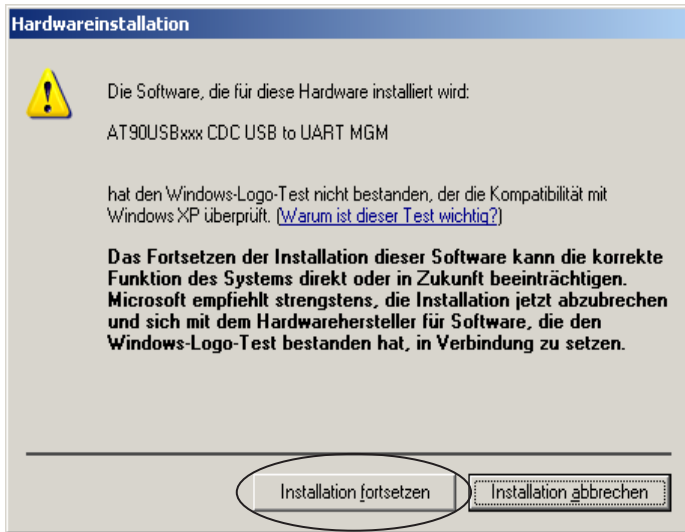 Hardwareinstallation
Die Software, die für diese Hardware installiert wird:
AT90USBxxx CDC USB to UART MGM
hat den Windows-Logo-Test nicht bestanden, der die Kompatibilität mit
Windows XP überprüft. (Warum ist dieser Test wichtig?)
Das Fortsetzen der Installation dieser Software kann die korrekte
Funktion des Systems direkt oder in Zukunft beeinträchtigen.
Microsoft empfiehlt strengstens, die Installation jetzt abzubrechen
und sich mit dem Hardwarehersteller für Software, die den
Windows-Logo-Test bestanden hat, in Verbindung zu setzen.
Installation fortsetzen
Installation abbrechen